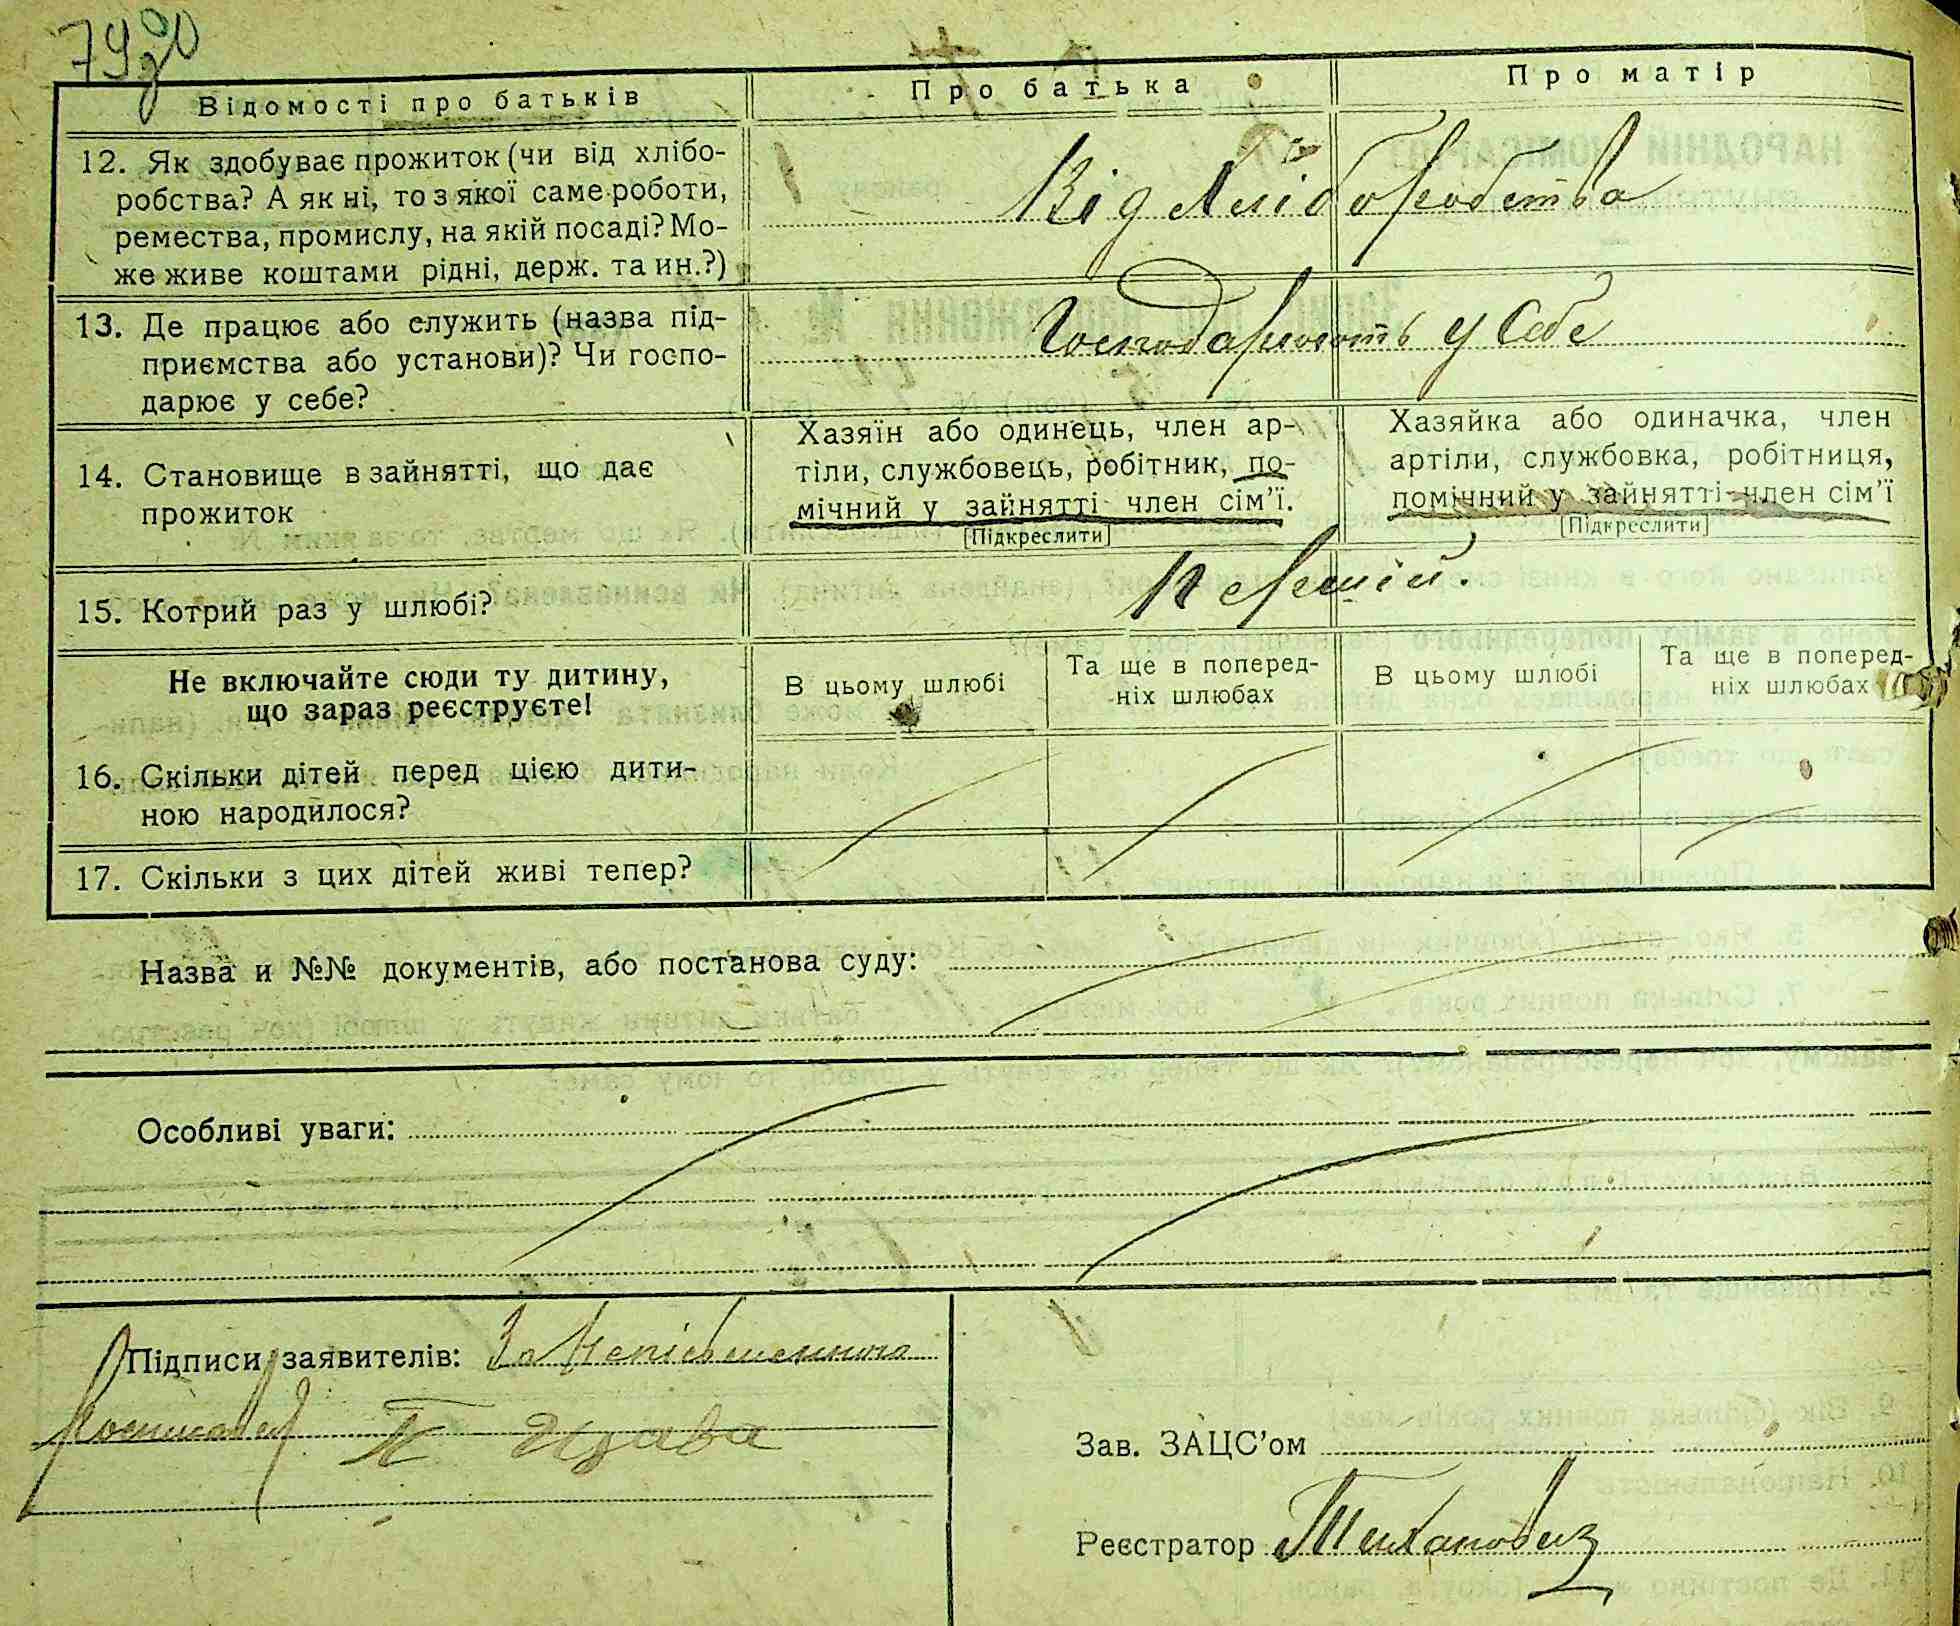 Відомості про батьків
Про батька
Про матір
12. Як здобуває прожиток (чи від хлібо-
робства? А як ні, то з якої саме роботи,
ремества, промислу, на якій посаді? Мо-
же живе коштами рідні, держ. та ин.?)
Від хліборобства
13. Де працює або служить (назва під-
приємства або установи)? Чи госпо-
дарює у себе?
Господарюють у себе
14. Становище в зайнятті, що дає
прожиток
Хазяїн або одинець, член ар-
тіли, службовець, робітник, по-
мічний у зайнятті член сім'ї.
[Підкреслити]
Хазяйка або одиначка, член
артіли, службовка, робітниця,
помічний у зайнятті член сім'ї
[Підкреслити]
15. Котрий раз у шлюбі?
Першій.
Не включайте сюди ту дитину,
що зараз реєструєте!
В цьому шлюбі
Та ще в поперед-
ніх шлюбах
В цьому шлюбі
Та ще в поперед-
ніх шлюбах
16. Скільки дітей перед цією дити-
ною народилося?
17. Скільки з цих дітей живі тепер?
Назва и №№ документів, або постанова суду:
Особливі уваги:
Підписи заявителів: За неписьменного
Зав. ЗАЦС'ом
Реєстратор